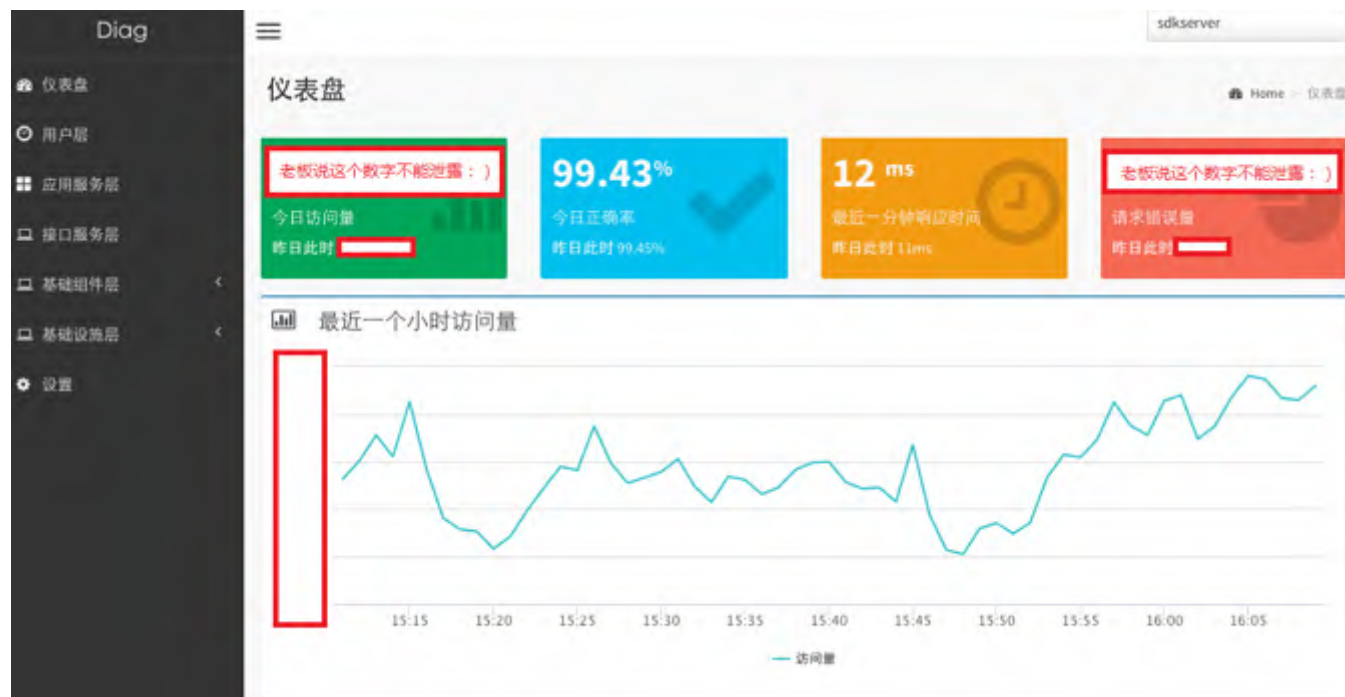 Diag
sdkserver
仪表盘
用户层
应用服务层
接口服务层
基础组件层
基础设施层
设置
仪表盘
Home > 仪表盘
老板说这个数字不能泄露：）
今日访问量
昨日此时
99.43%
今日正确率
昨日此时 99.45%
12 ms
最近一分钟响应时间
昨日此时 11ms
老板说这个数字不能泄露：）
请求错误量
昨日此时
最近一个小时访问量
15:15 15:20 15:25 15:30 15:35 15:40 15:45 15:50 15:55 16:00 16:05
访问量